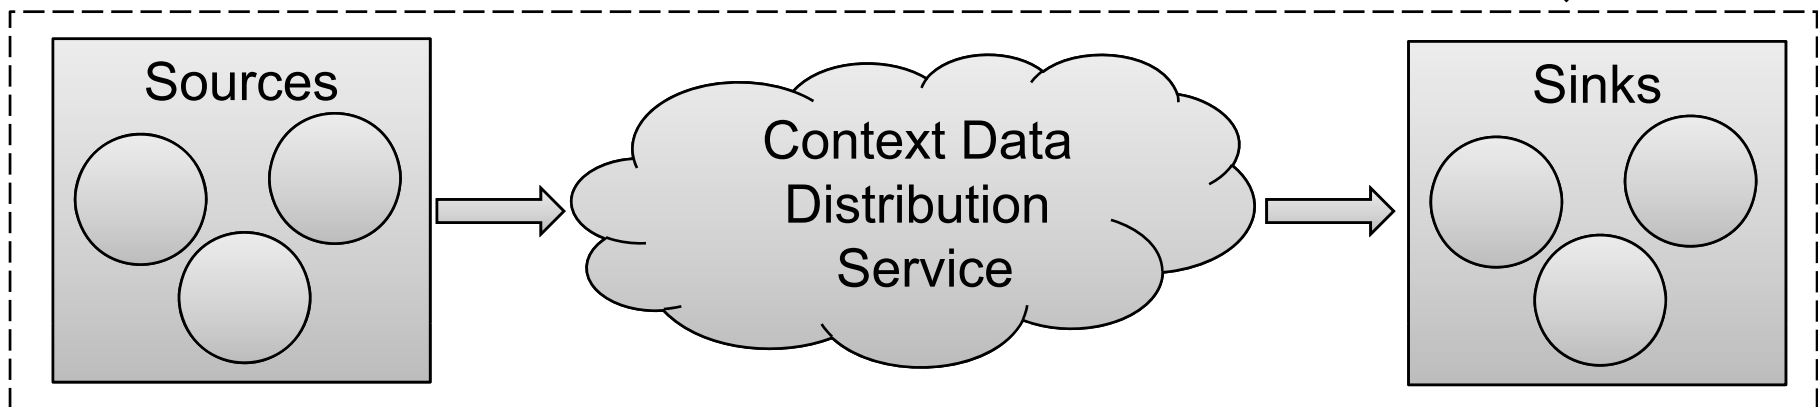 Sources
Context Data
Distribution
Service
Sinks